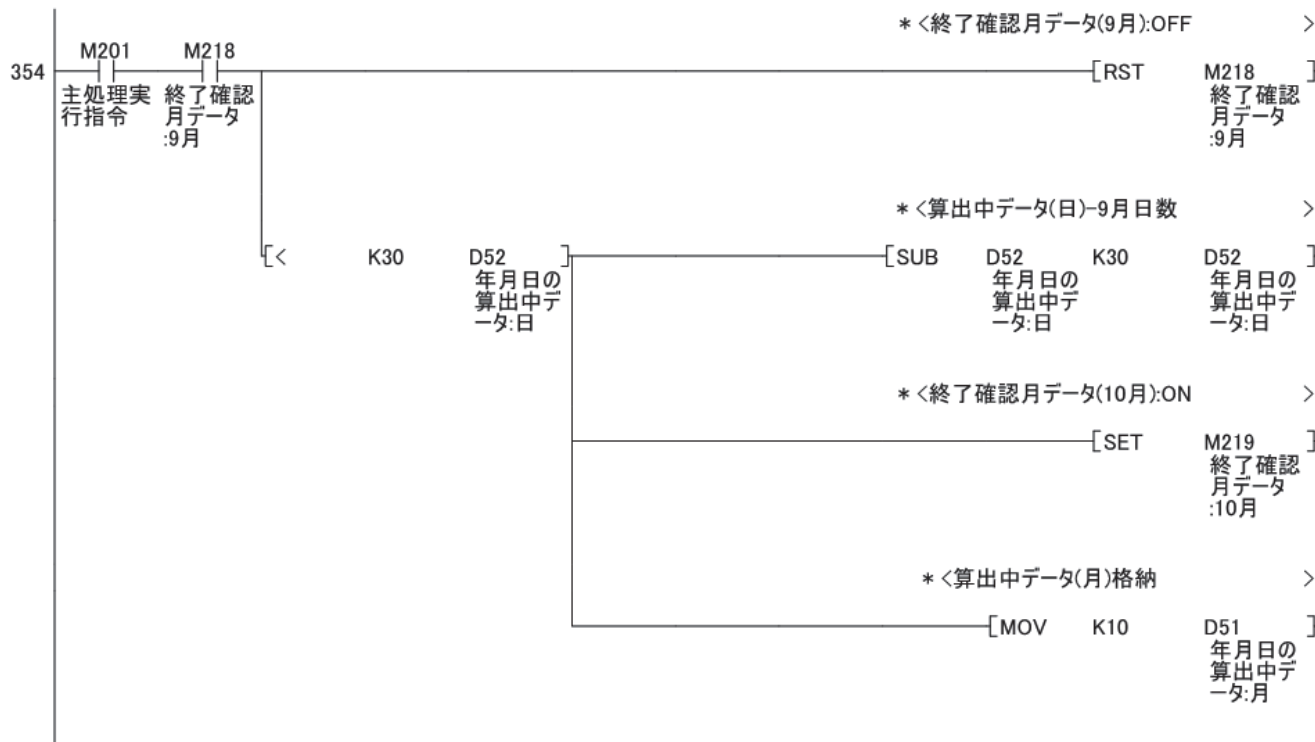 *<終了確認月データ(9月):OFF >
M201 M218
354 [RST M218 ]
主処理実 終了確認 終了確認
行指令 月データ 月データ
:9月 :9月
*<算出中データ(日)-9月日数 >
[< K30 D52 ] [SUB D52 K30 D52 ]
年月日の 年月日の 年月日の
算出中デ 算出中デ 算出中デ
ータ:日 ータ:日 ータ:日
*<終了確認月データ(10月):ON >
[SET M219 ]
終了確認
月データ
:10月
*<算出中データ(月)格納 >
[MOV K10 D51 ]
年月日の
算出中デ
ータ:月